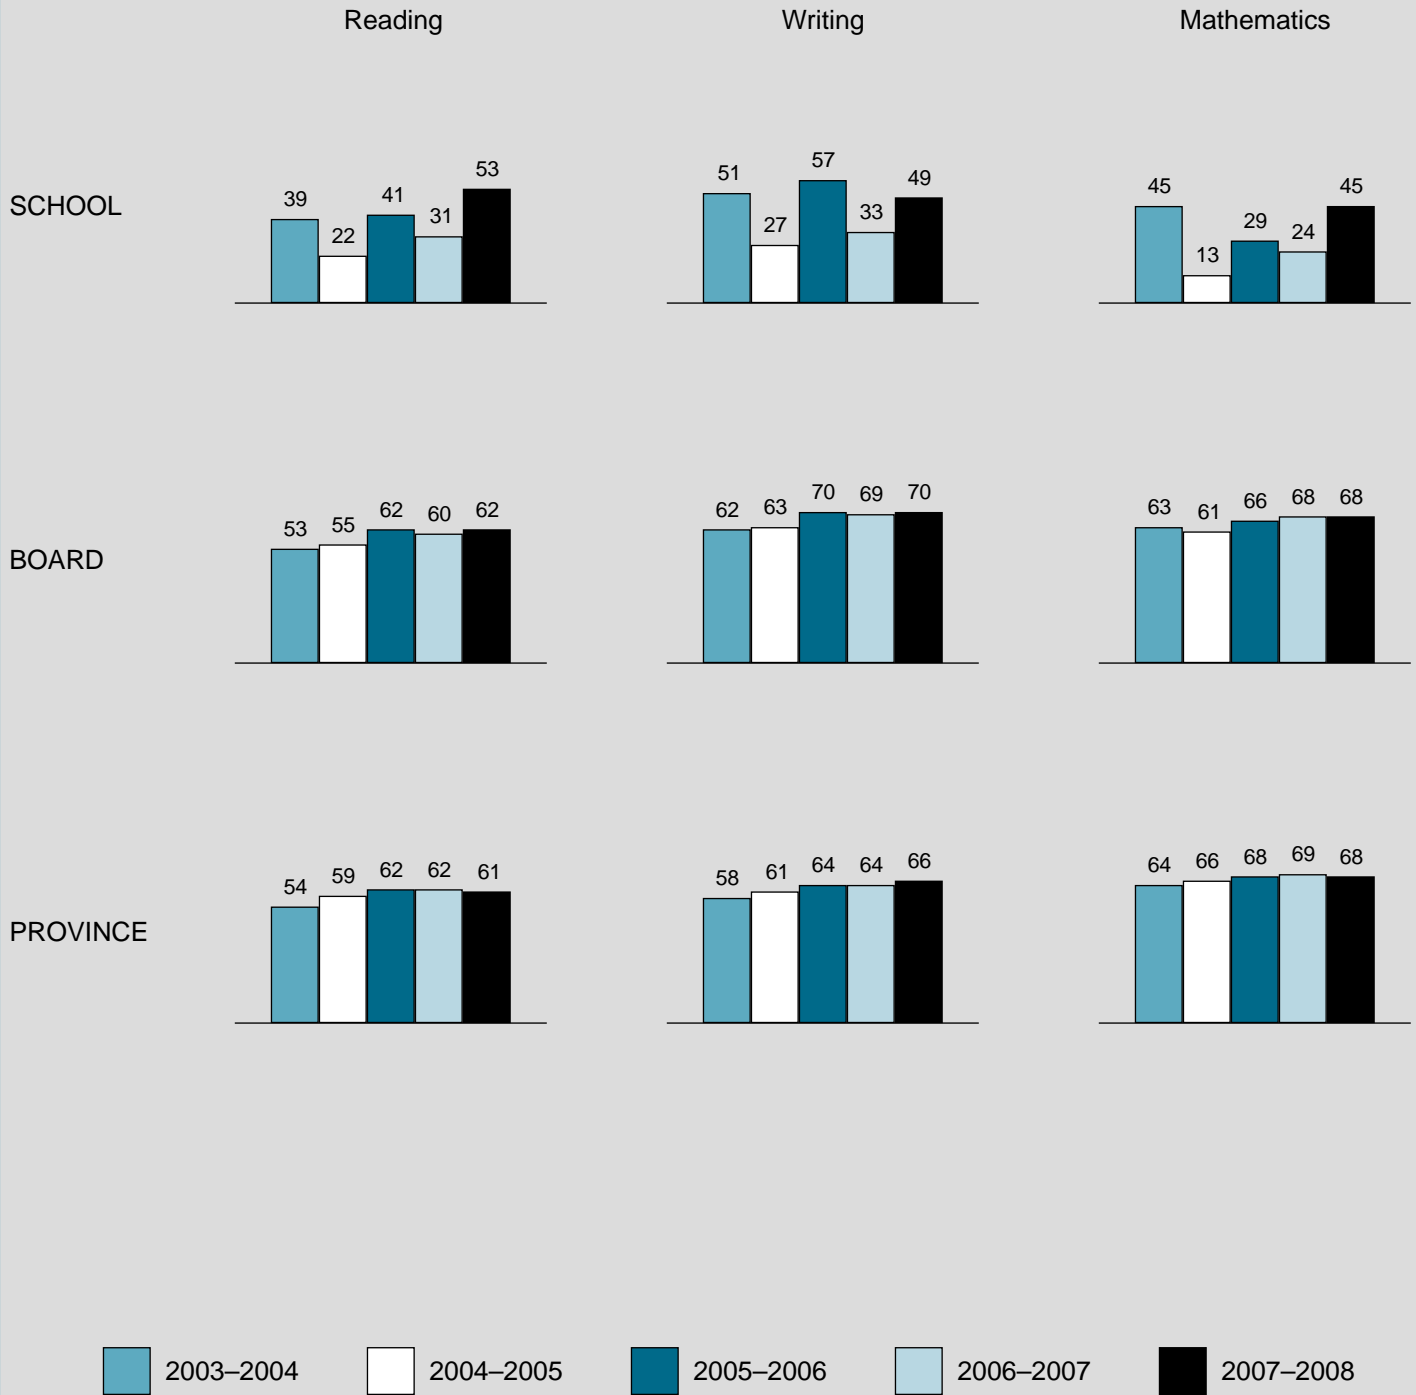 Reading Writing Mathematics
SCHOOL
39 22 41 31 53
51 27 57 33 49
45 13 29 24 45
BOARD
53 55 62 60 62
62 63 70 69 70
63 61 66 68 68
PROVINCE
54 59 62 62 61
58 61 64 64 66
64 66 68 69 68
2003–2004 2004–2005 2005–2006 2006–2007 2007–2008